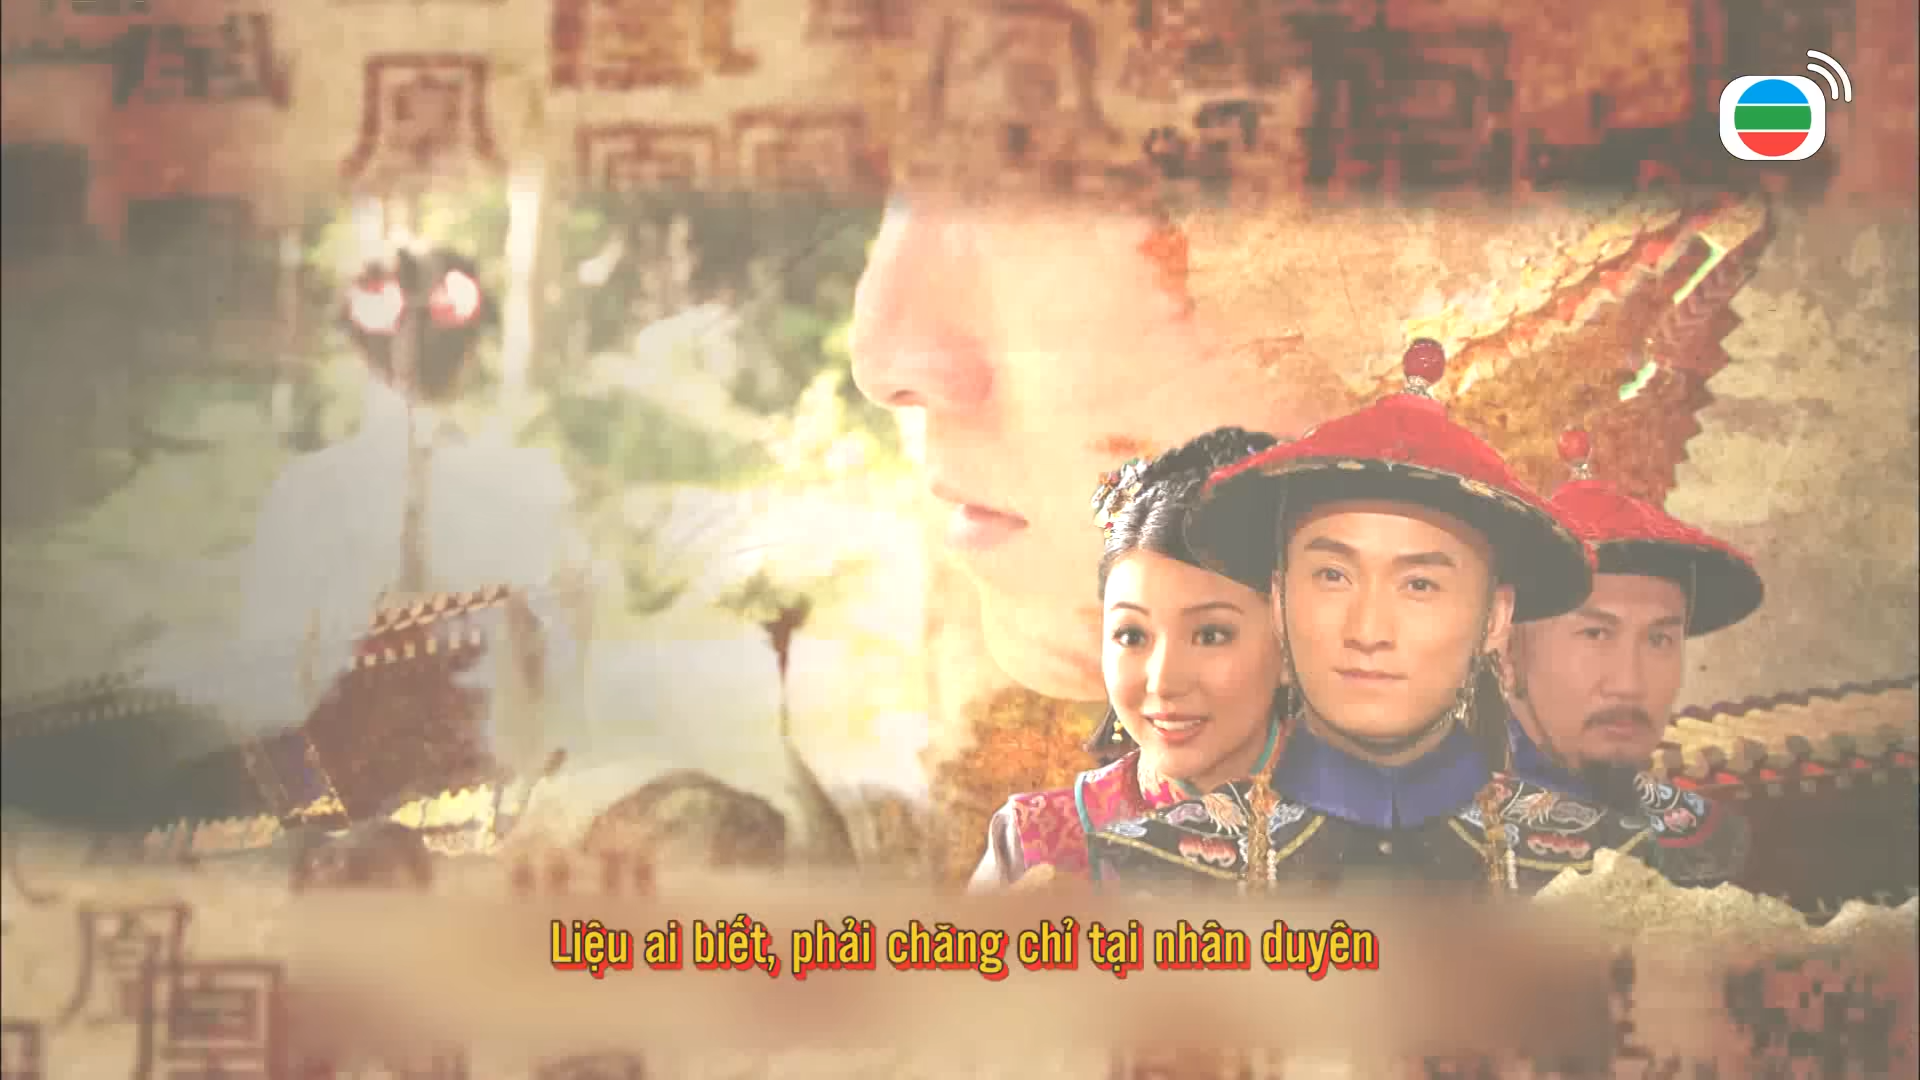 Liệu ai biết, phải chăng chỉ tại nhân duyên